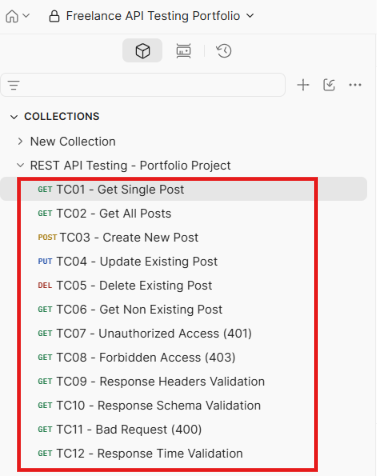 Freelance API Testing Portfolio
COLLECTIONS
New Collection
REST API Testing - Portfolio Project
GET TC01 - Get Single Post
GET TC02 - Get All Posts
POST TC03 - Create New Post
PUT TC04 - Update Existing Post
DEL TC05 - Delete Existing Post
GET TC06 - Get Non Existing Post
GET TC07 - Unauthorized Access (401)
GET TC08 - Forbidden Access (403)
GET TC09 - Response Headers Validation
GET TC10 - Response Schema Validation
GET TC11 - Bad Request (400)
GET TC12 - Response Time Validation